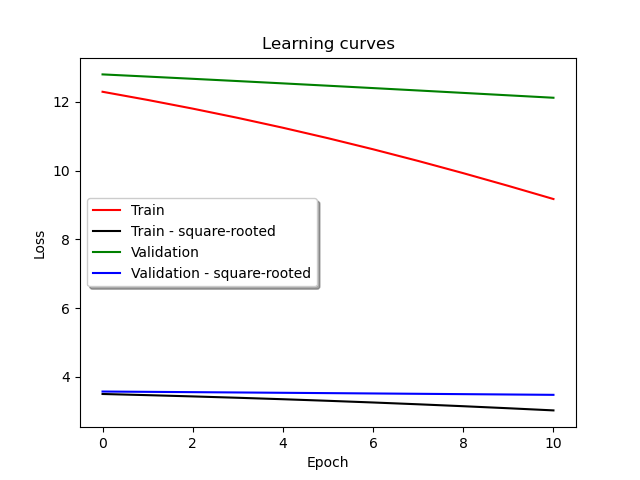 Learning curves
Loss
12
10
8
6
4
Train
Train - square-rooted
Validation
Validation - square-rooted
0 2 4 6 8 10
Epoch